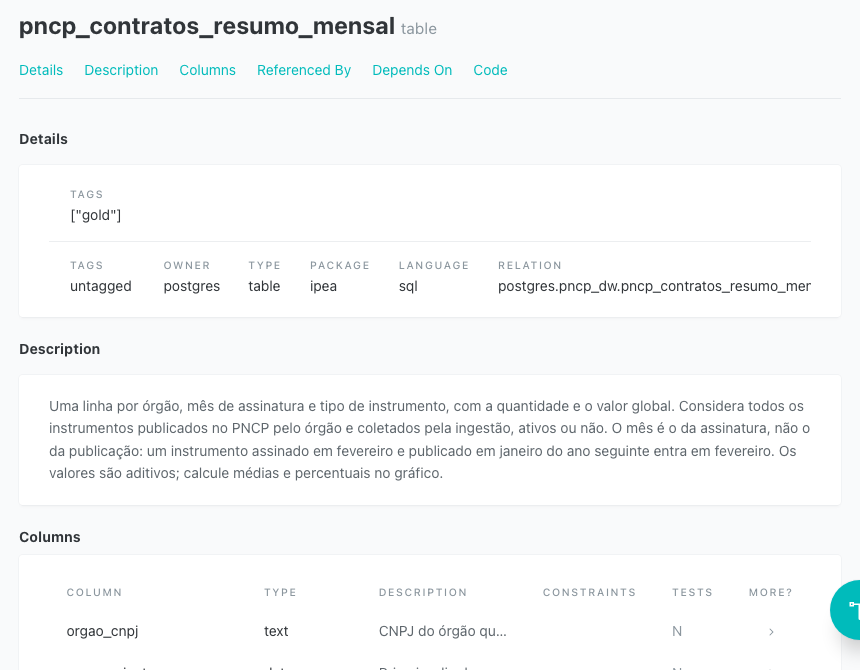 pncp_contratos_resumo_mensal table
Details Description Columns Referenced By Depends On Code
Details
TAGS
["gold"]
TAGS OWNER TYPE PACKAGE LANGUAGE RELATION
untagged postgres table ipea sql postgres.pncp_dw.pncp_contratos_resumo_mer
Description
Uma linha por órgão, mês de assinatura e tipo de instrumento, com a quantidade e o valor global. Considera todos os
instrumentos publicados no PNCP pelo órgão e coletados pela ingestão, ativos ou não. O mês é o da assinatura, não o
da publicação: um instrumento assinado em fevereiro e publicado em janeiro do ano seguinte entra em fevereiro. Os
valores são aditivos; calcule médias e percentuais no gráfico.
Columns
COLUMN TYPE DESCRIPTION CONSTRAINTS TESTS MORE?
orgao_cnpj text CNPJ do órgão qu... N >